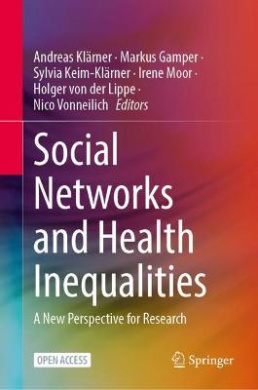 Andreas Klärner · Markus Gamper ·
Sylvia Keim-Klärner · Irene Moor ·
Holger von der Lippe ·
Nico Vonneilich Editors
Social
Networks
and Health
Inequalities
A New Perspective for Research
OPEN ACCESS
Springer